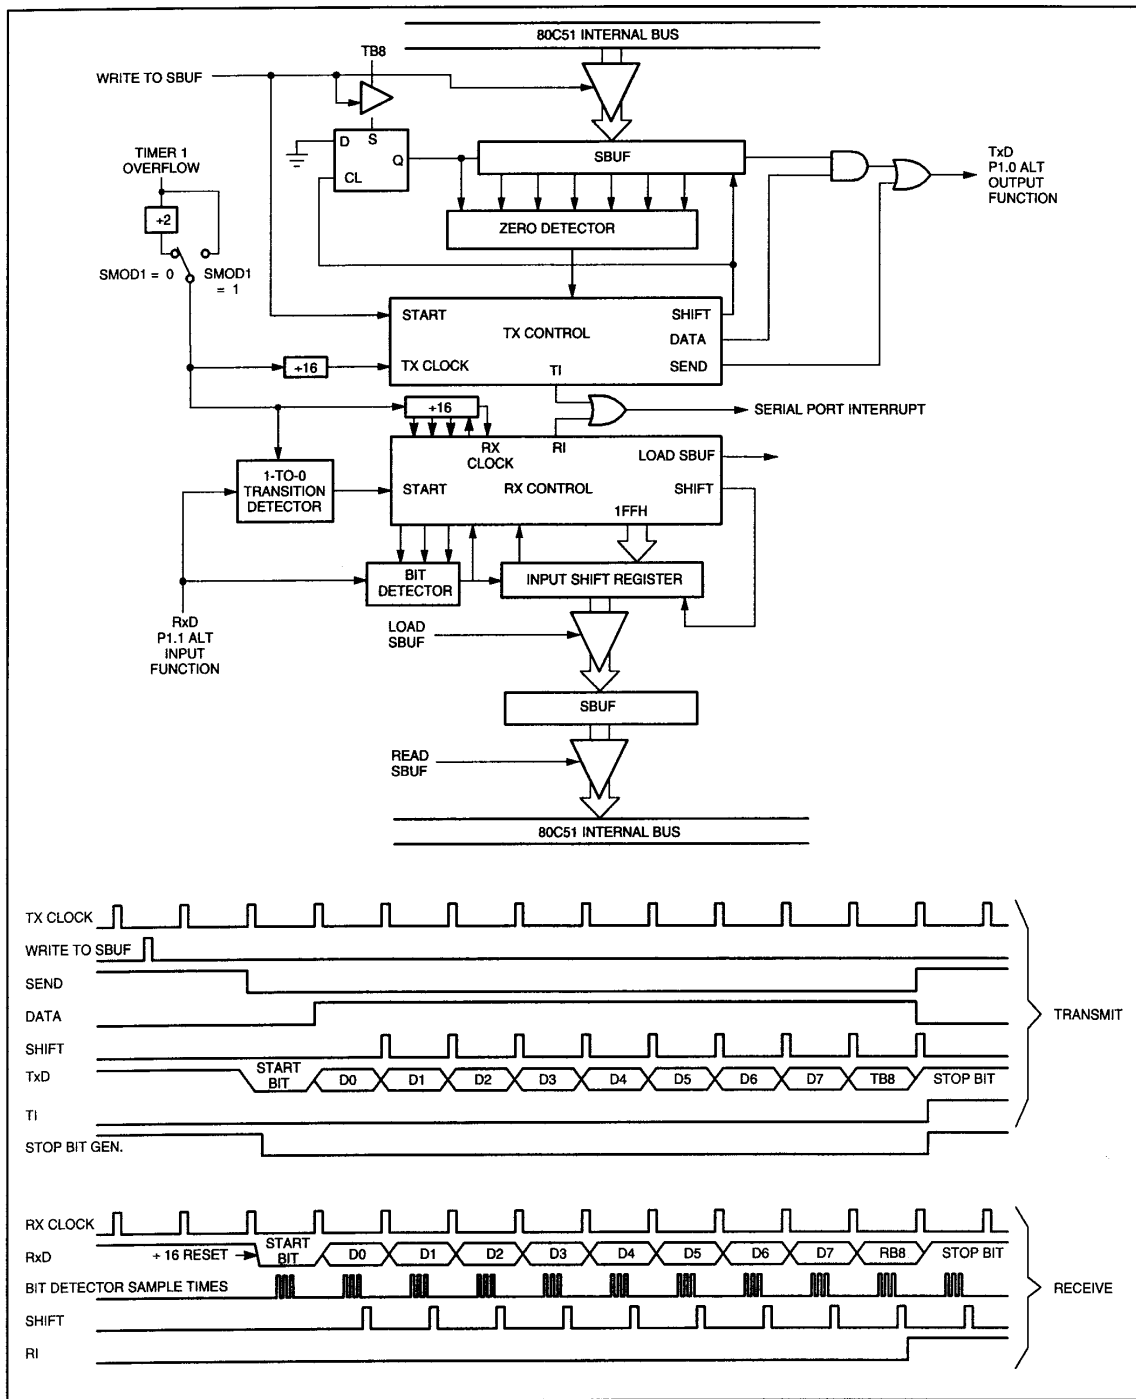 80C51 INTERNAL BUS
TB8
WRITE TO SBUF
D
S
Q
CL
SBUF
TxD
P1.0 ALT
OUTPUT
FUNCTION
TIMER 1
OVERFLOW
÷2
ZERO DETECTOR
SMOD1 = 0
SMOD1
= 1
START
SHIFT
TX CONTROL
DATA
TX CLOCK
TI
SEND
÷16
÷16
SERIAL PORT INTERRUPT
RX
CLOCK
RI
LOAD SBUF
1-TO-0
TRANSITION
DETECTOR
START
RX CONTROL
SHIFT
1FFH
BIT
DETECTOR
INPUT SHIFT REGISTER
RxD
P1.1 ALT
INPUT
FUNCTION
LOAD
SBUF
SBUF
READ
SBUF
80C51 INTERNAL BUS
TX CLOCK
WRITE TO SBUF
SEND
DATA
TRANSMIT
SHIFT
TxD
START
BIT
D0
D1
D2
D3
D4
D5
D6
D7
TB8
STOP BIT
TI
STOP BIT GEN.
RX CLOCK
RxD
÷ 16 RESET
START
BIT
D0
D1
D2
D3
D4
D5
D6
D7
RB8
STOP BIT
BIT DETECTOR SAMPLE TIMES
RECEIVE
SHIFT
RI